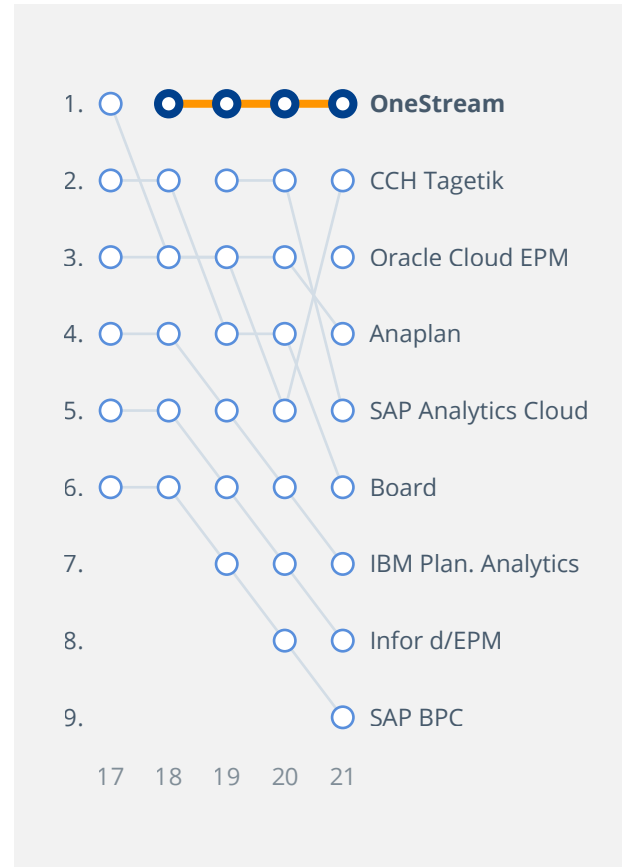 1. OneStream
2. CCH Tagetik
3. Oracle Cloud EPM
4. Anaplan
5. SAP Analytics Cloud
6. Board
7. IBM Plan. Analytics
8. Infor d/EPM
9. SAP BPC
17 18 19 20 21